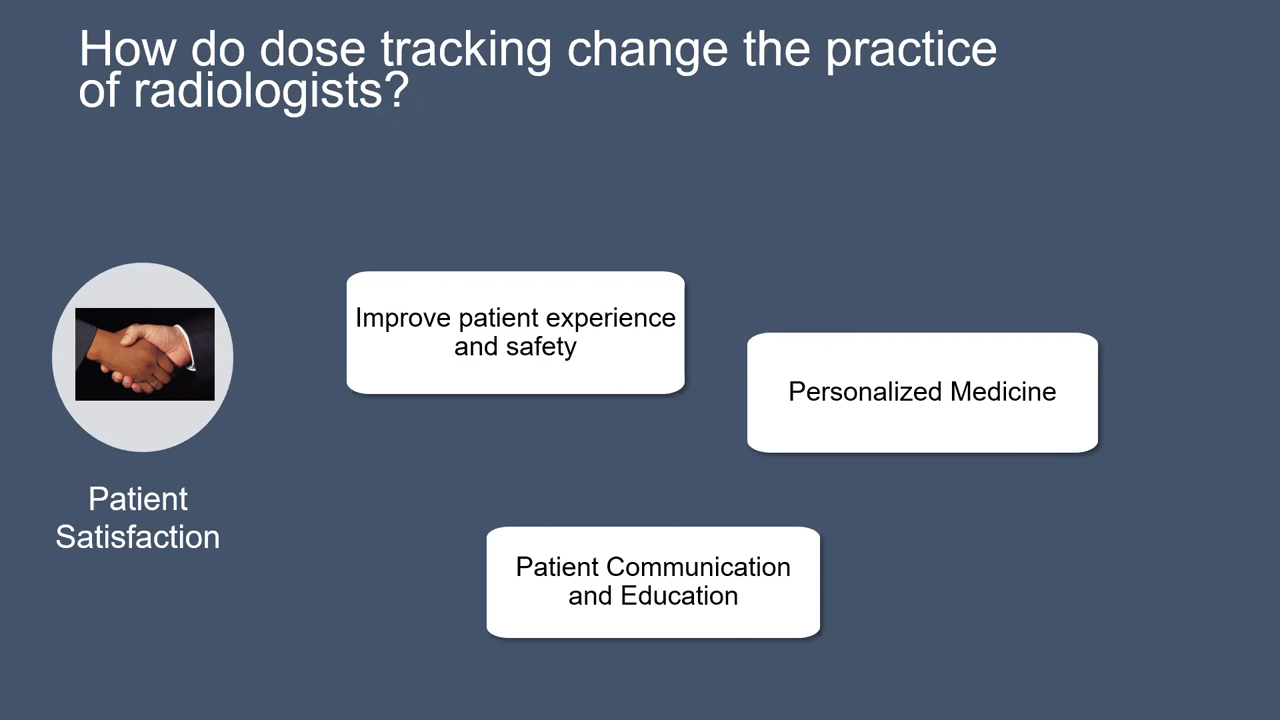 How do dose tracking change the practice
of radiologists?
Improve patient experience
and safety
Personalized Medicine
Patient
Satisfaction
Patient Communication
and Education